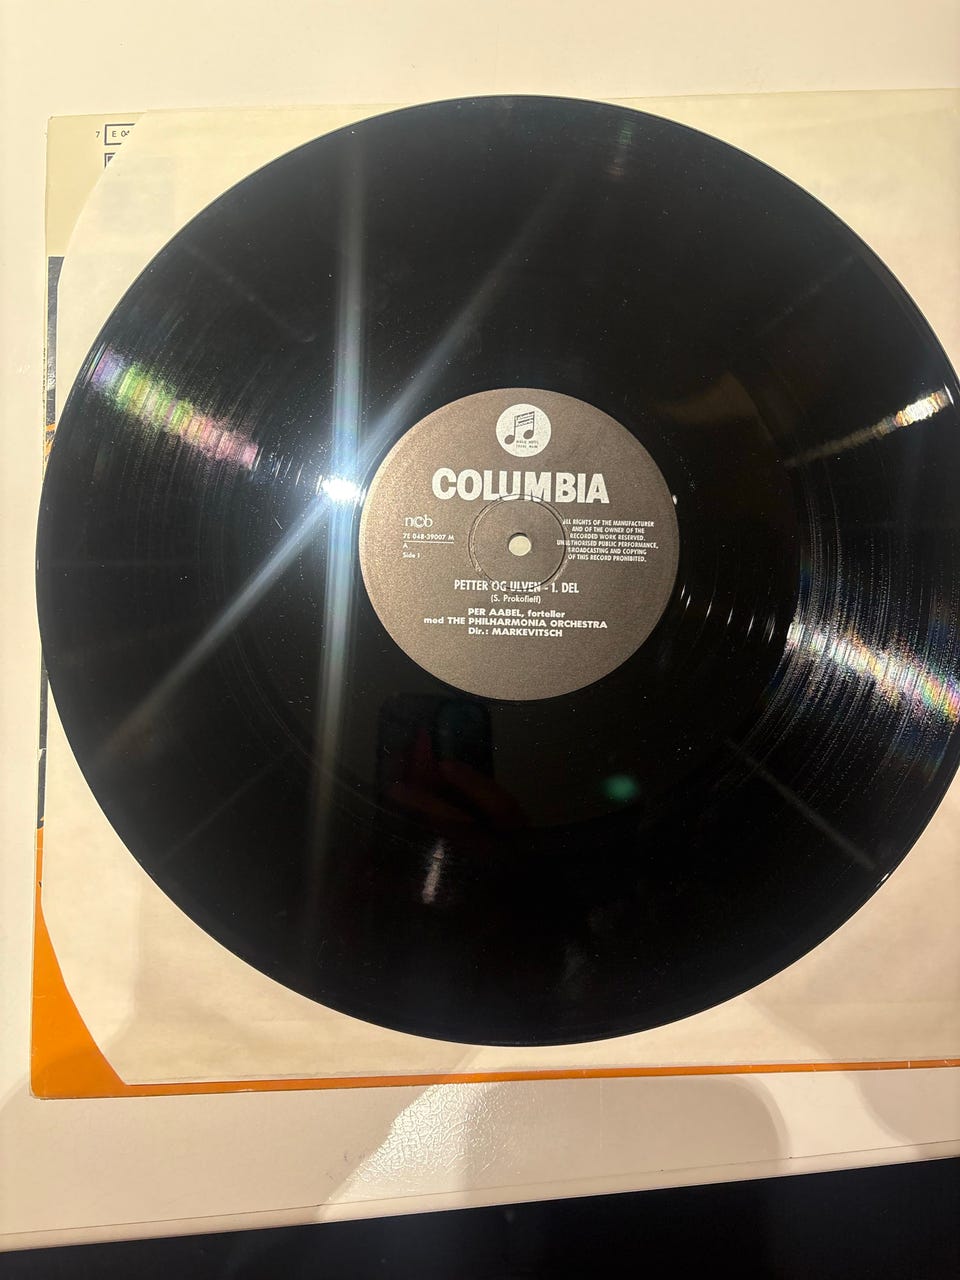 7 E 04
COLUMBIA
ncb
7E 048-39007 M
A
Side 1
ALL RIGHTS OF THE MANUFACTURER
AND OF THE OWNER OF THE
RECORDED WORK RESERVED.
UNAUTHORISED PUBLIC PERFORMANCE,
BROADCASTING AND COPYING
OF THIS RECORD PROHIBITED.
PETTER OG ULVEN - 1. DEL
(S. Prokofieff)
PER AABEL, forteller
med THE PHILHARMONIA ORCHESTRA
Dir.: MARKEVITSCH